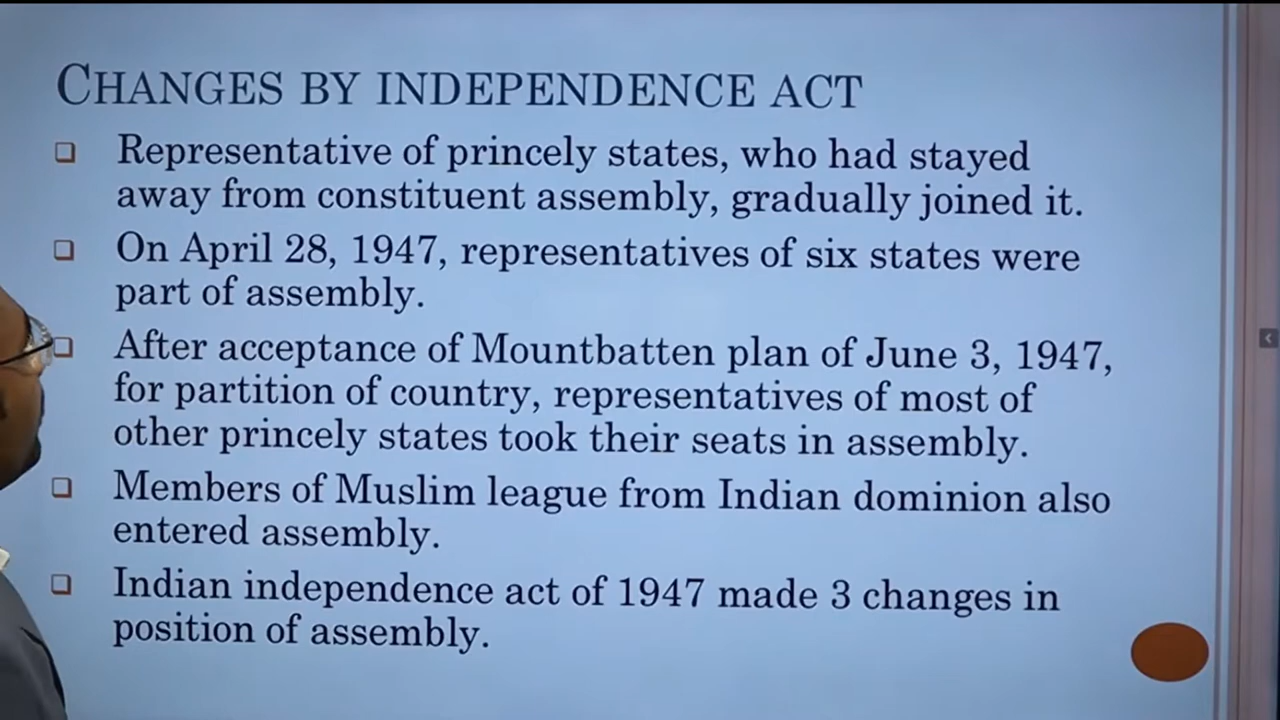 CHANGES BY INDEPENDENCE ACT
Representative of princely states, who had stayed
away from constituent assembly, gradually joined it.
On April 28, 1947, representatives of six states were
part of assembly.
After acceptance of Mountbatten plan of June 3, 1947,
for partition of country, representatives of most of
other princely states took their seats in assembly.
Members of Muslim league from Indian dominion also
entered assembly.
Indian independence act of 1947 made 3 changes in
position of assembly.